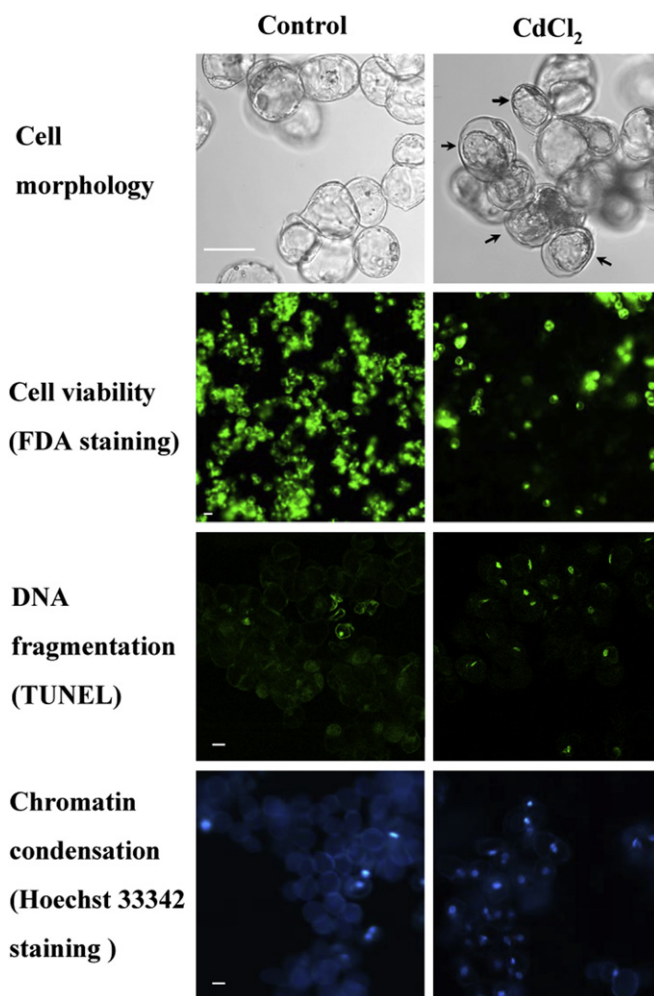 Control CdCl₂
Cell
morphology
Cell viability
(FDA staining)
DNA
fragmentation
(TUNEL)
Chromatin
condensation
(Hoechst 33342
staining )